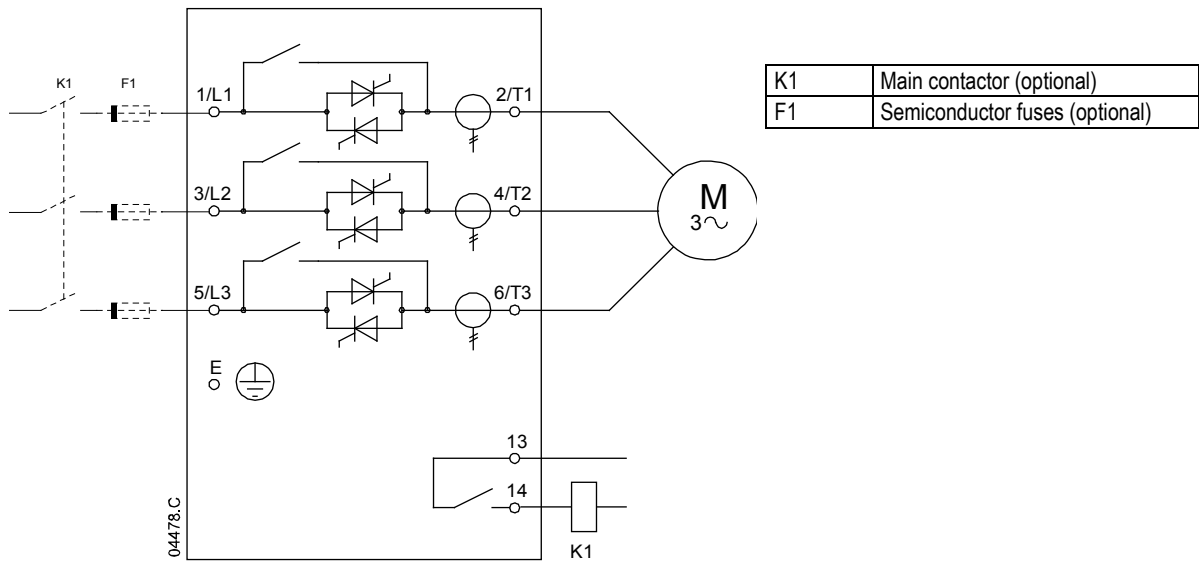 K1 F1
1/L1 2/T1
3/L2 4/T2
M
3
5/L3 6/T3
E
13
14
K1
04478.C
K1 Main contactor (optional)
F1 Semiconductor fuses (optional)